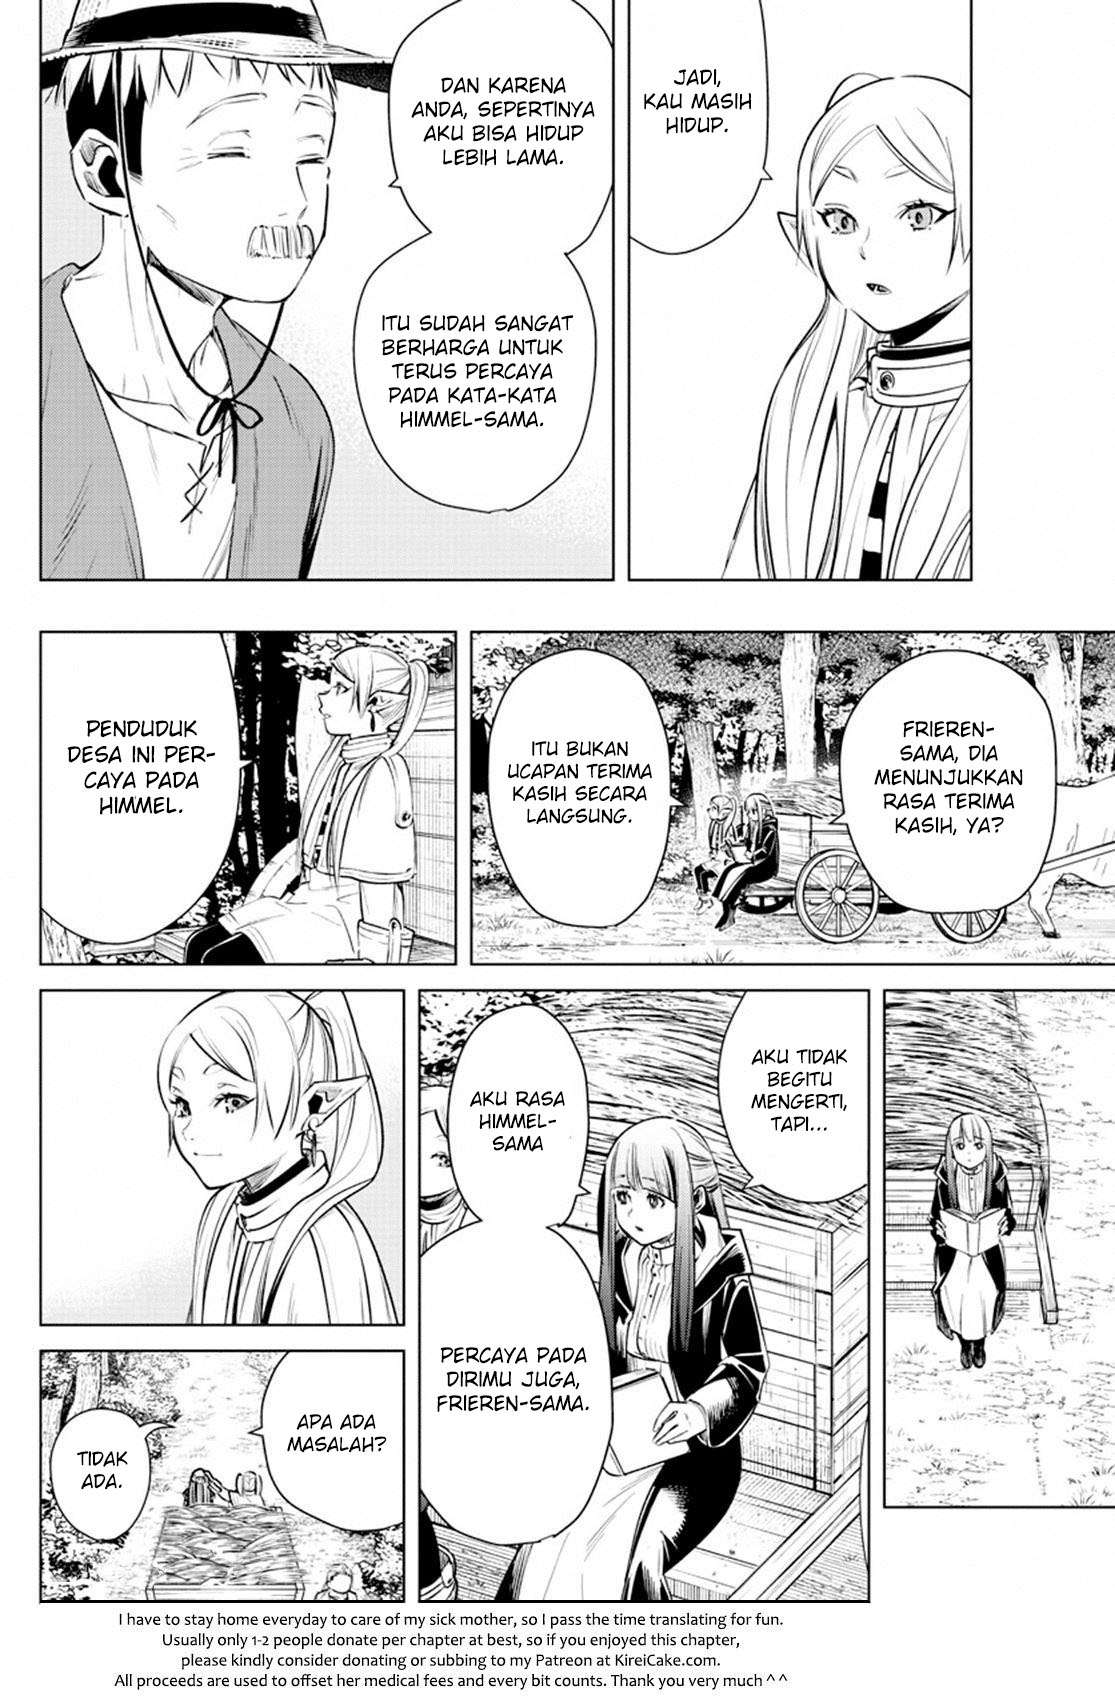 JADI,
KAU MASIH
HIDUP.
DAN KARENA
ANDA, SEPERTINYA
AKU BISA HIDUP
LEBIH LAMA.
ITU SUDAH SANGAT
BERHARGA UNTUK
TERUS PERCAYA
PADA KATA-KATA
HIMMEL-SAMA.
FRIEREN-
SAMA, DIA
MENUNJUKKAN
RASA TERIMA
KASIH, YA?
ITU BUKAN
UCAPAN TERIMA
KASIH SECARA
LANGSUNG.
PENDUDUK
DESA INI PER-
CAYA PADA
HIMMEL.
AKU TIDAK
BEGITU
MENGERTI,
TAPI...
AKU RASA
HIMMEL-
SAMA
PERCAYA PADA
DIRIMU JUGA,
FRIEREN-SAMA.
APA ADA
MASALAH?
TIDAK
ADA.
I have to stay home everyday to care of my sick mother, so I pass the time translating for fun.
Usually only 1-2 people donate per chapter at best, so if you enjoyed this chapter,
please kindly consider donating or subbing to my Patreon at KireiCake.com.
All proceeds are used to offset her medical fees and every bit counts. Thank you very much ^ ^